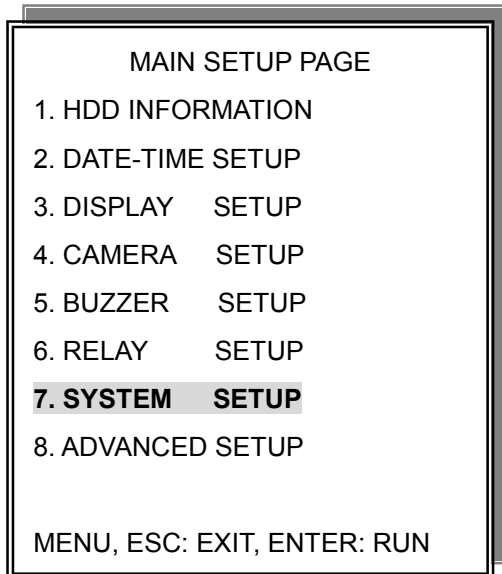 MAIN SETUP PAGE
1. HDD INFORMATION
2. DATE-TIME SETUP
3. DISPLAY SETUP
4. CAMERA SETUP
5. BUZZER SETUP
6. RELAY SETUP
7. SYSTEM SETUP
8. ADVANCED SETUP
MENU, ESC: EXIT, ENTER: RUN